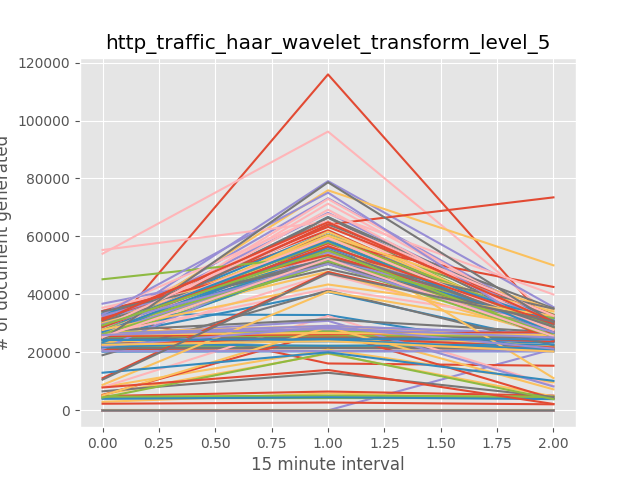 http_traffic_haar_wavelet_transform_level_5
120000
100000
80000
60000
40000
20000
0
# of document generated
0.00 0.25 0.50 0.75 1.00 1.25 1.50 1.75 2.00
15 minute interval